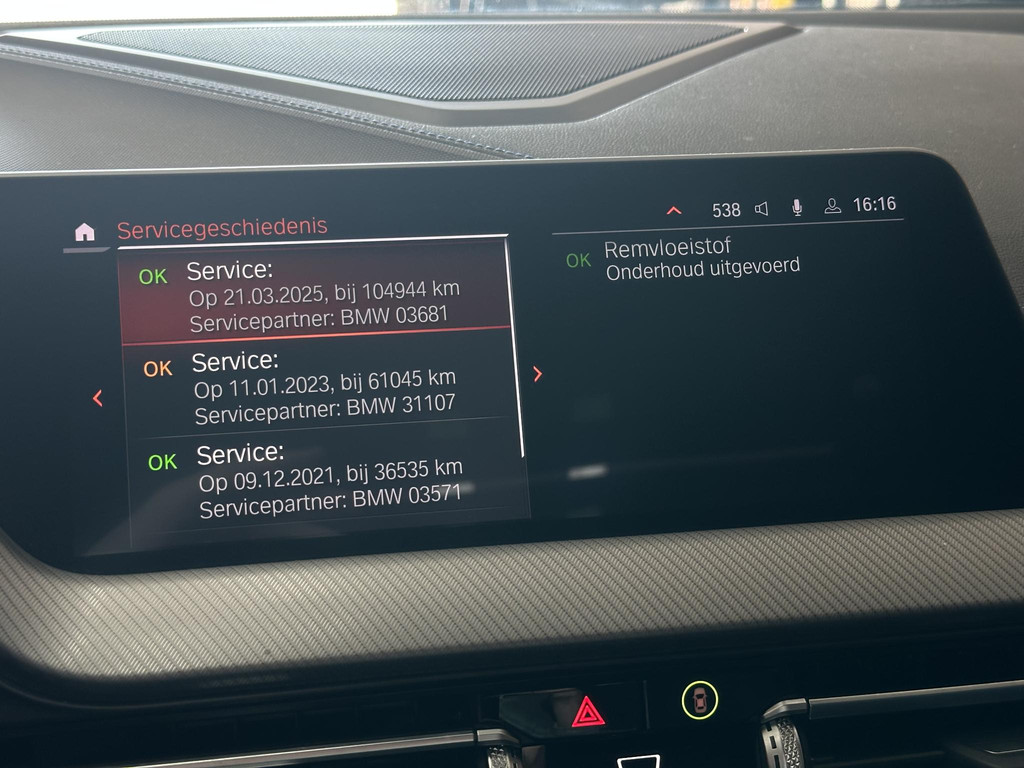 Servicegeschiedenis
538
16:16
OK Service:
Op 21.03.2025, bij 104944 km
Servicepartner: BMW 03681
OK Service:
Op 11.01.2023, bij 61045 km
Servicepartner: BMW 31107
OK Service:
Op 09.12.2021, bij 36535 km
Servicepartner: BMW 03571
OK Remvloeistof
Onderhoud uitgevoerd